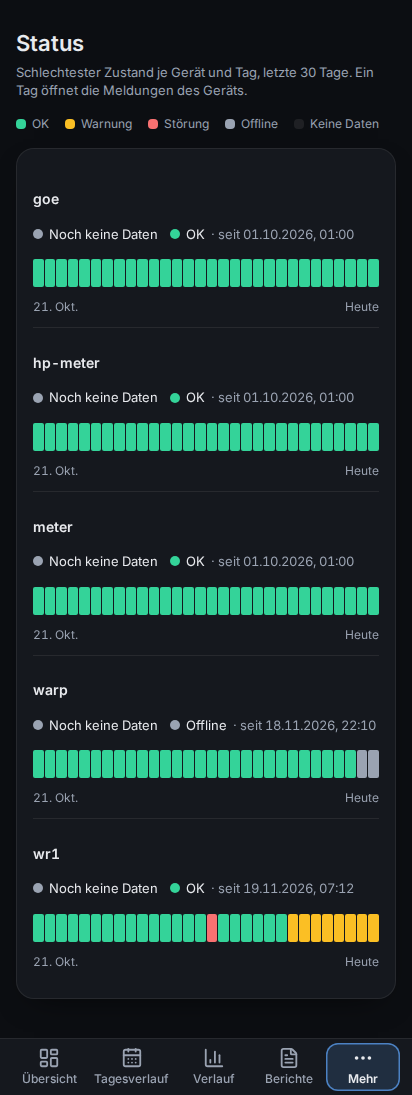 Status
Schlechtester Zustand je Gerät und Tag, letzte 30 Tage. Ein
Tag öffnet die Meldungen des Geräts.
OK Warnung Störung Offline Keine Daten
goe
Noch keine Daten OK · seit 01.10.2026, 01:00
21. Okt. Heute
hp-meter
Noch keine Daten OK · seit 01.10.2026, 01:00
21. Okt. Heute
meter
Noch keine Daten OK · seit 01.10.2026, 01:00
21. Okt. Heute
warp
Noch keine Daten Offline · seit 18.11.2026, 22:10
21. Okt. Heute
wr1
Noch keine Daten OK · seit 19.11.2026, 07:12
21. Okt. Heute
Übersicht Tagesverlauf Verlauf Berichte Mehr